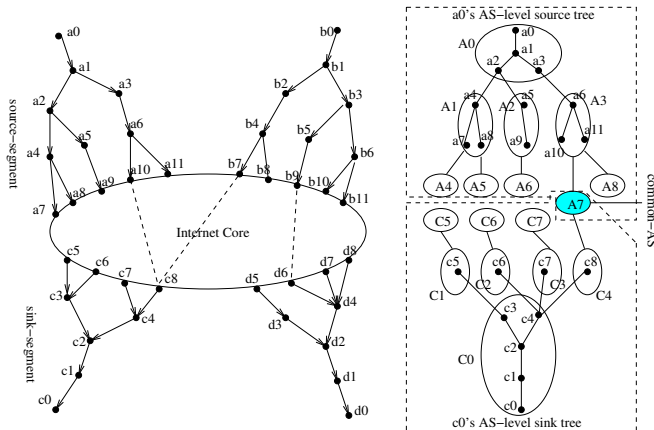 a0
a1
a2
a3
a4
a5
a6
a7
a8
a9
a10
a11
b0
b1
b2
b3
b4
b5
b6
b7
b8
b9
b10
b11
source-segment
Internet Core
sink-segment
c5
c6
c7
c8
c3
c4
c2
c1
c0
d5
d6
d7
d8
d3
d4
d2
d1
d0
a0's AS-level source tree
A0
a0
a1
a2
a3
A1
a4
a7
a8
A2
a5
a9
A3
a6
a10
a11
A4
A5
A6
A7
A8
common-AS
C5
C6
C7
c5
c6
c7
c8
C1
C2
C3
C4
c3
c4
C0
c2
c1
c0
c0's AS-level sink tree